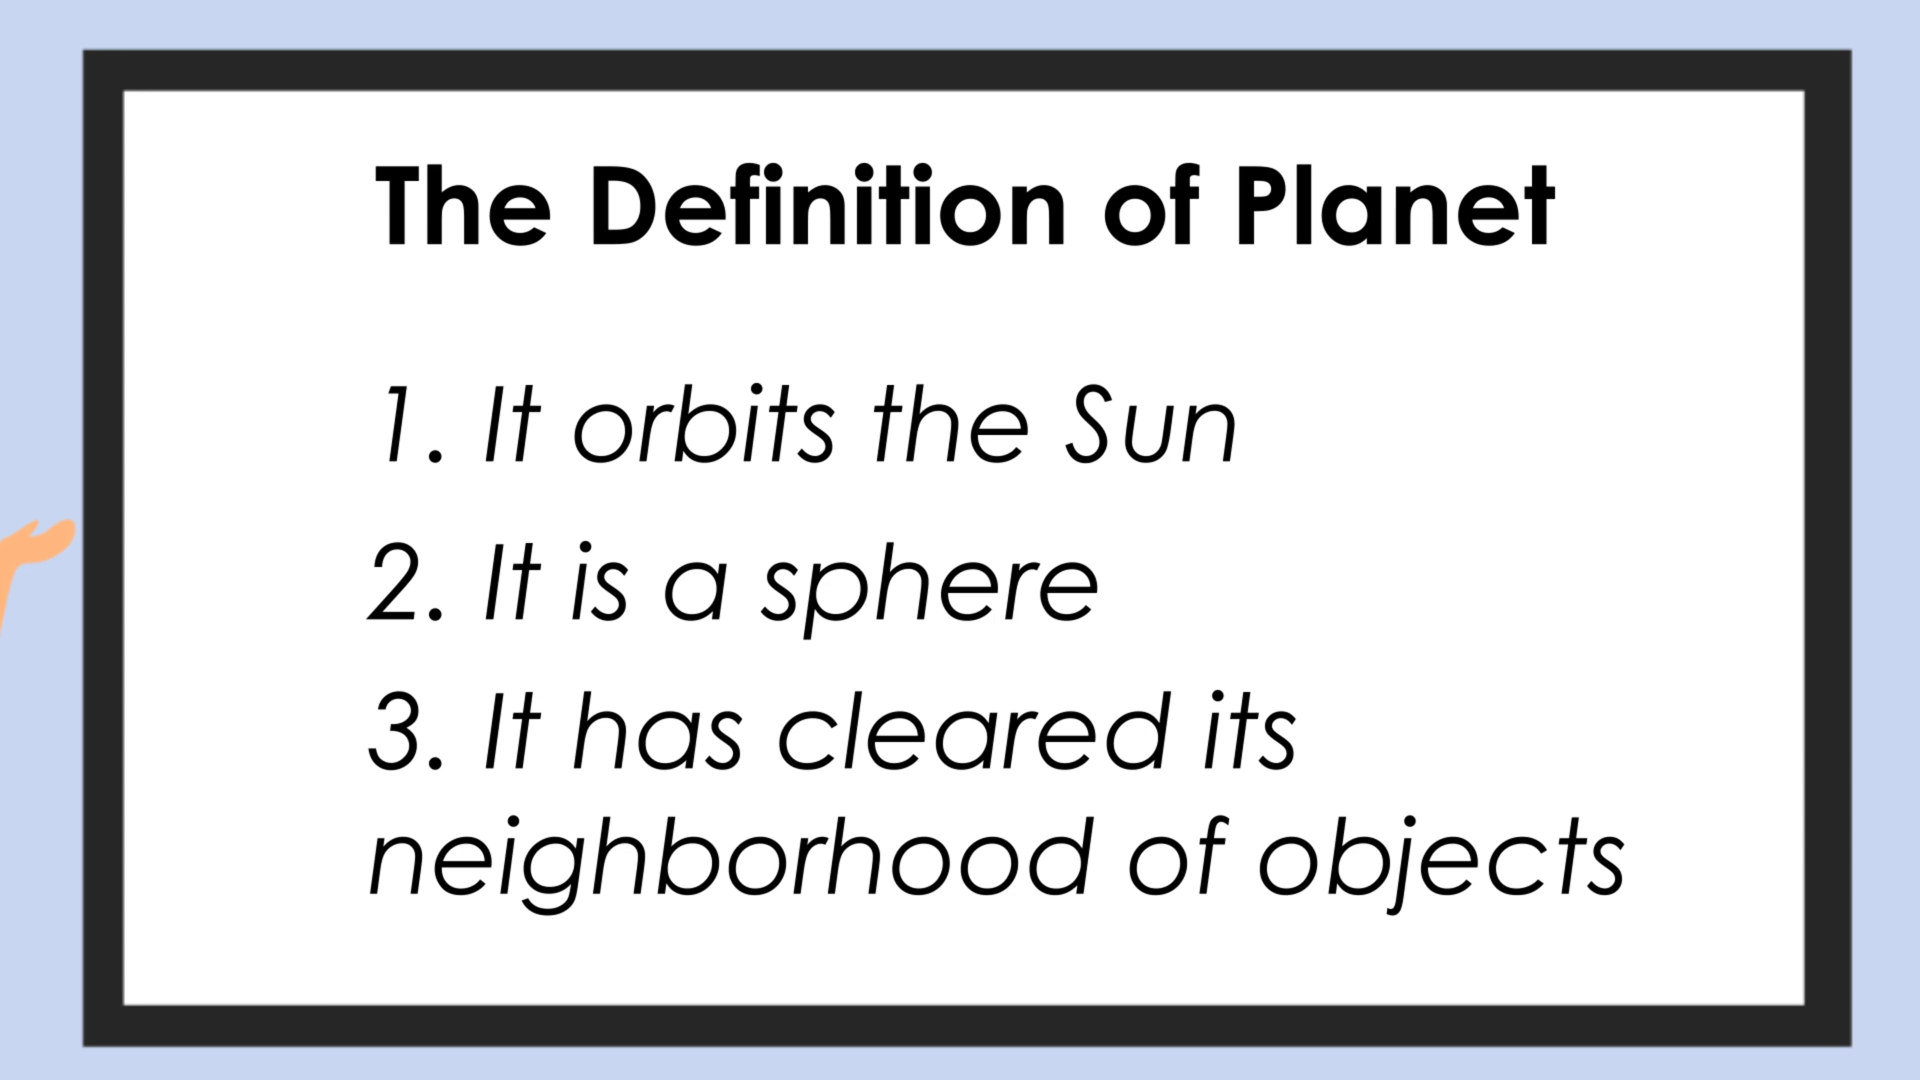 The Definition of Planet
1. It orbits the Sun
2. It is a sphere
3. It has cleared its
neighborhood of objects